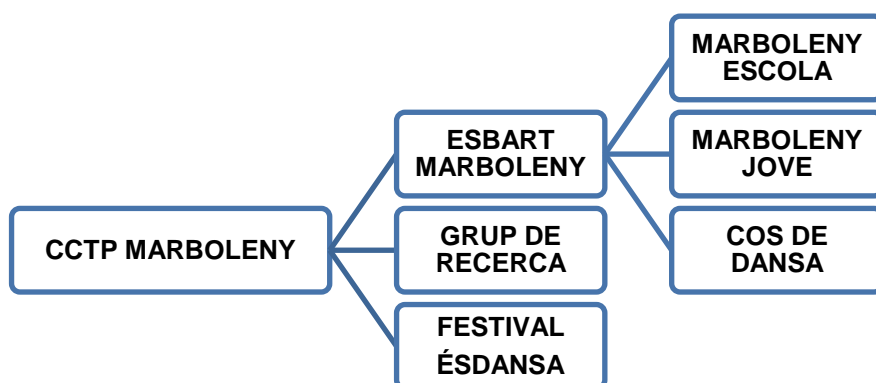 CCTP MARBOLENY
ESBART
MARBOLENY
GRUP DE
RECERCA
FESTIVAL
ÉSDANSA
MARBOLENY
ESCOLA
MARBOLENY
JOVE
COS DE
DANSA